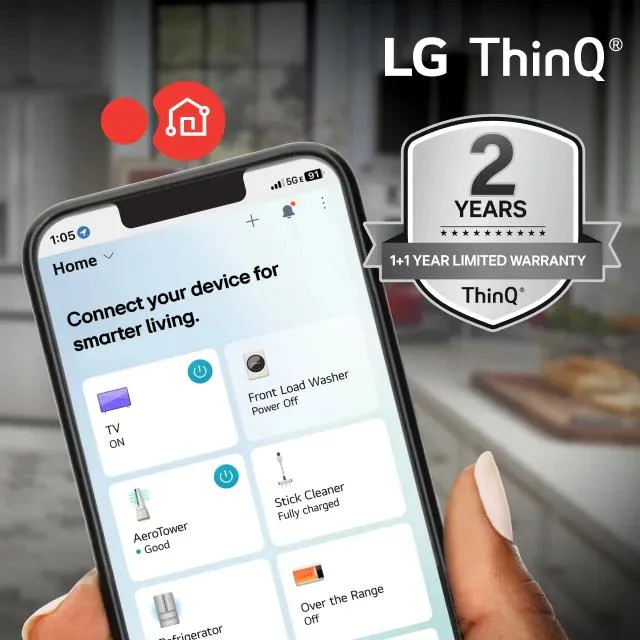 LG ThinQ®
2
YEARS
1+1 YEAR LIMITED WARRANTY
ThinQ®
1:05
5G E 91
Home
Connect your device for
smarter living.
TV
ON
Front Load Washer
Power Off
AeroTower
Good
Stick Cleaner
Fully charged
Refrigerator
Over the Range
Off